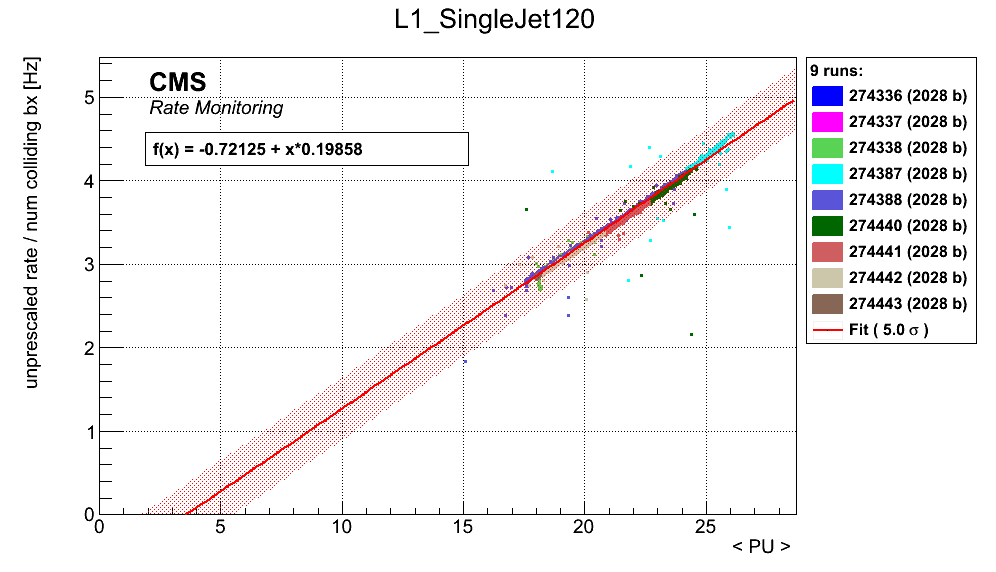 L1_SingleJet120
unprescaled rate / num colliding bx [Hz]
CMS
Rate Monitoring
f(x) = -0.72125 + x*0.19858
5
4
3
2
1
0
0 5 10 15 20 25
< PU >
9 runs:
274336 (2028 b)
274337 (2028 b)
274338 (2028 b)
274387 (2028 b)
274388 (2028 b)
274440 (2028 b)
274441 (2028 b)
274442 (2028 b)
274443 (2028 b)
Fit ( 5.0 σ )